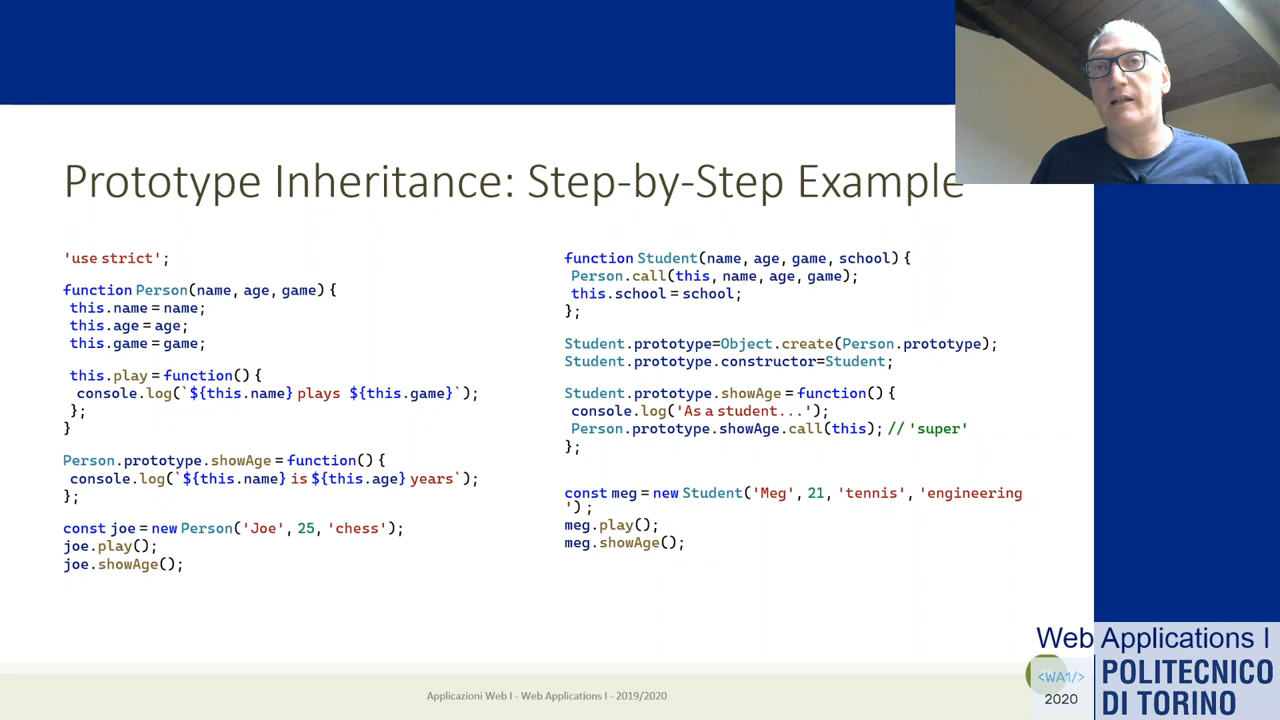 Prototype Inheritance: Step-by-Step Example
'use strict';
function Person(name, age, game) {
this.name = name;
this.age = age;
this.game = game;
this.play = function() {
console.log(`${this.name} plays ${this.game}`);
};
}
Person.prototype.showAge = function() {
console.log(`${this.name} is ${this.age} years`);
};
const joe = new Person('Joe', 25, 'chess');
joe.play();
joe.showAge();
function Student(name, age, game, school) {
Person.call(this, name, age, game);
this.school = school;
};
Student.prototype=Object.create(Person.prototype);
Student.prototype.constructor=Student;
Student.prototype.showAge = function() {
console.log('As a student...');
Person.prototype.showAge.call(this); // 'super'
};
const meg = new Student('Meg', 21, 'tennis', 'engineering
');
meg.play();
meg.showAge();
Applicazioni Web I - Web Applications I - 2019/2020
Web Applications I
<WA1/>
2020
POLITECNICO
DI TORINO